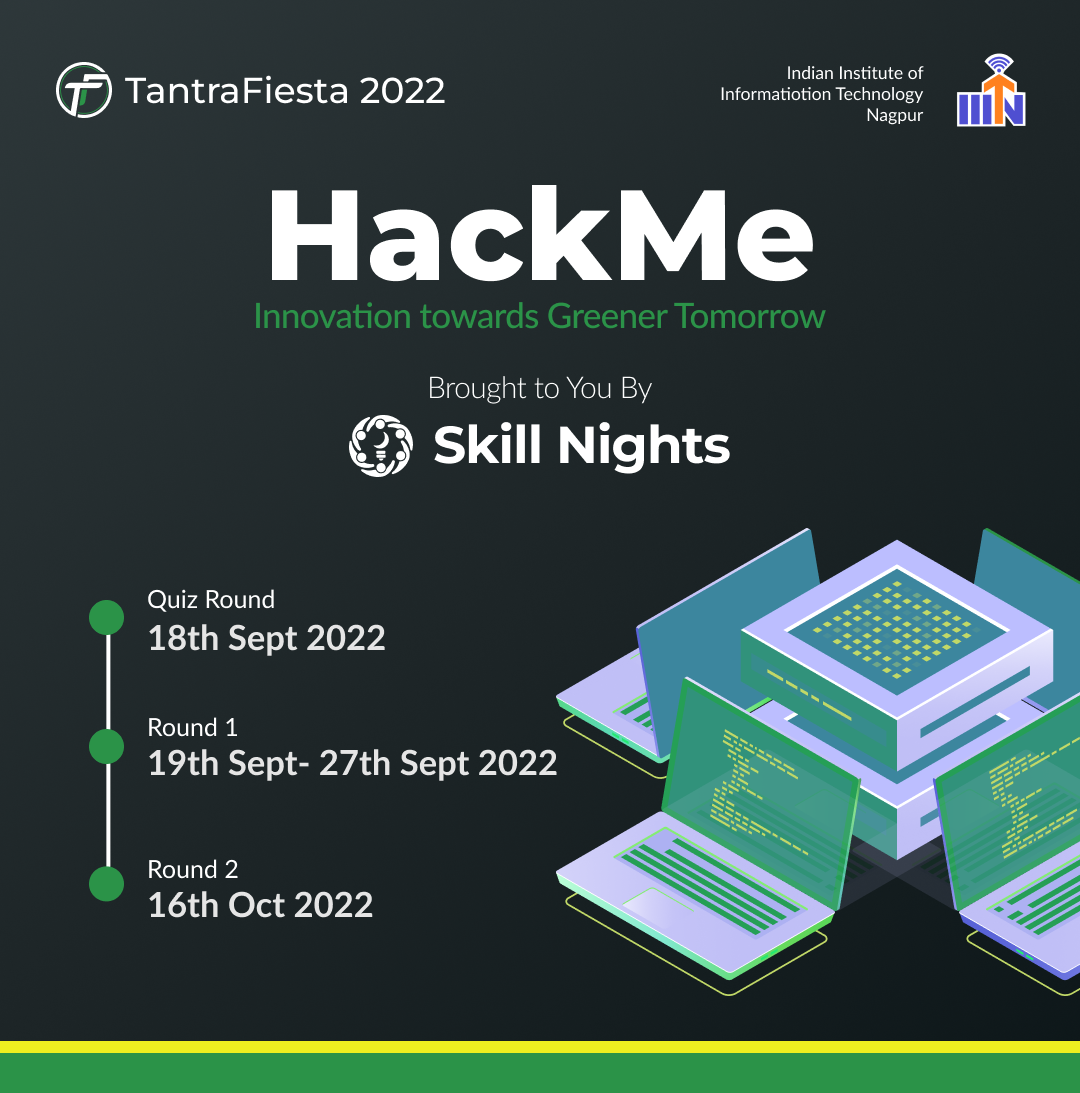 TantraFiesta 2022
Indian Institute of
Informatiotion Technology
Nagpur
IIITN
HackMe
Innovation towards Greener Tomorrow
Brought to You By
Skill Nights
Quiz Round
18th Sept 2022
Round 1
19th Sept- 27th Sept 2022
Round 2
16th Oct 2022